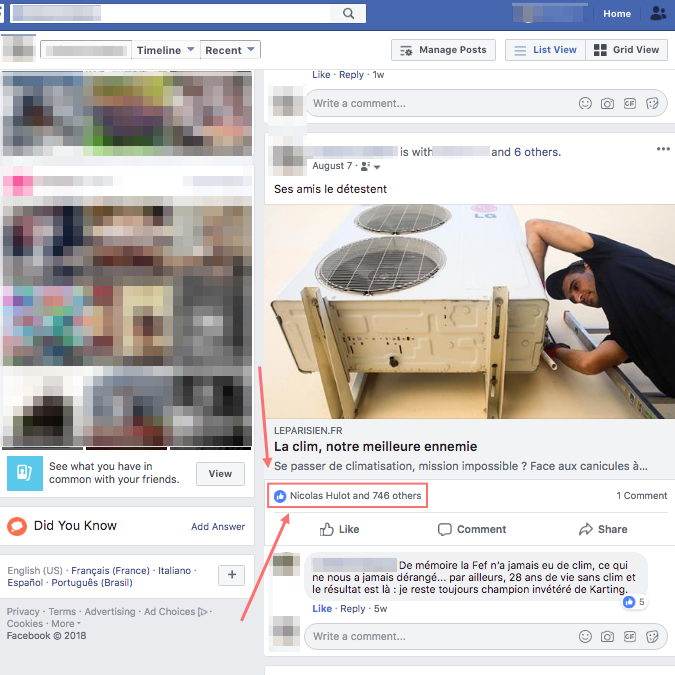 Home
Timeline
Recent
Manage Posts
List View
Grid View
Like · Reply · 1w
Write a comment...
GIF
is with and 6 others.
August 7 ·
Ses amis le détestent
LG
LEPARISIEN.FR
La clim, notre meilleure ennemie
Se passer de climatisation, mission impossible ? Face aux canicules à...
Nicolas Hulot and 746 others
1 Comment
Like
Comment
Share
De mémoire la Fef n'a jamais eu de clim, ce qui
ne nous a jamais dérangé... par ailleurs, 28 ans de vie sans clim et
le résultat est là : je reste toujours champion invétéré de Karting.
5
Like · Reply · 5w
Write a comment...
GIF
See what you have in
common with your friends.
View
Did You Know
Add Answer
English (US) · Français (France) · Italiano ·
Español · Português (Brasil)
+
Privacy · Terms · Advertising · Ad Choices ·
Cookies · More
Facebook © 2018